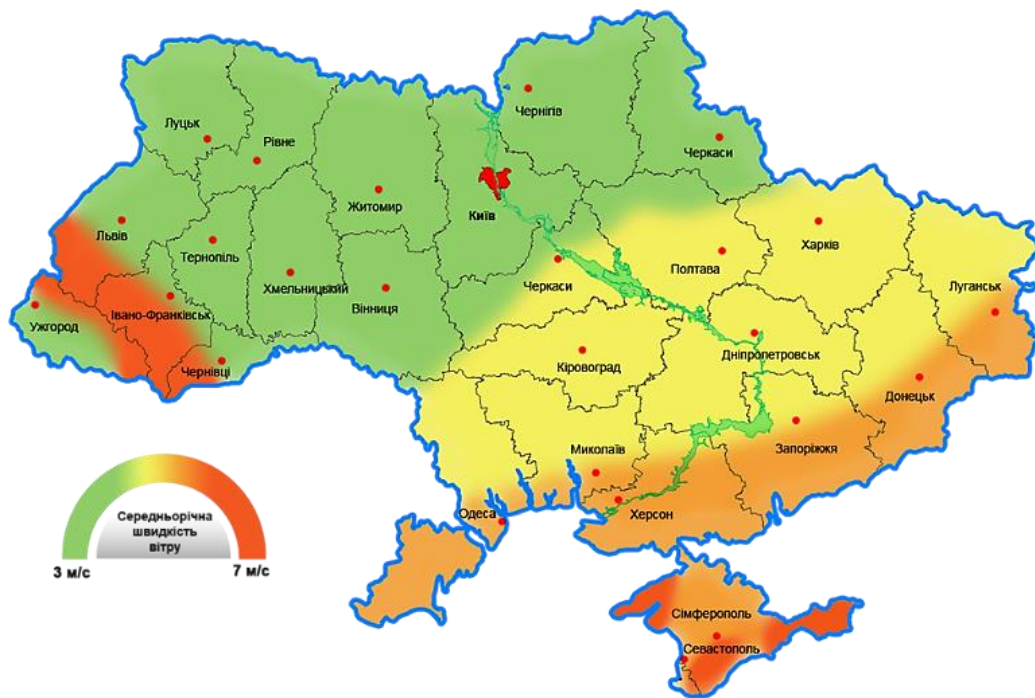 Чернігів
Луцьк
Рівне
Черкаси
Житомир
Київ
Львів
Тернопіль
Харків
Полтава
Черкаси
Хмельницький
Вінниця
Луганськ
Івано-Франківськ
Ужгород
Дніпропетровськ
Кіровоград
Чернівці
Донецьк
Запоріжжя
Миколаїв
Одеса
Херсон
Середньорічна
швидкість
вітру
3 м/с
7 м/с
Сімферополь
Севастополь